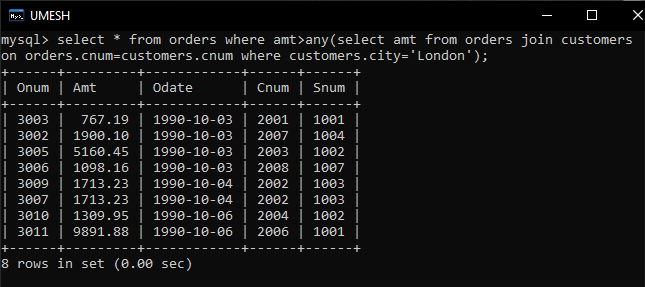 UMESH
mysql> select * from orders where amt>any(select amt from orders join customers
on orders.cnum=customers.cnum where customers.city='London');
+------+---------+------------+------+------+
| Onum | Amt     | Odate      | Cnum | Snum |
+------+---------+------------+------+------+
| 3003 |  767.19 | 1990-10-03 | 2001 | 1001 |
| 3002 | 1900.10 | 1990-10-03 | 2007 | 1004 |
| 3005 | 5160.45 | 1990-10-03 | 2003 | 1002 |
| 3006 | 1098.16 | 1990-10-03 | 2008 | 1007 |
| 3009 | 1713.23 | 1990-10-04 | 2002 | 1003 |
| 3007 | 1713.23 | 1990-10-04 | 2002 | 1003 |
| 3010 | 1309.95 | 1990-10-06 | 2004 | 1002 |
| 3011 | 9891.88 | 1990-10-06 | 2006 | 1001 |
+------+---------+------------+------+------+
8 rows in set (0.00 sec)